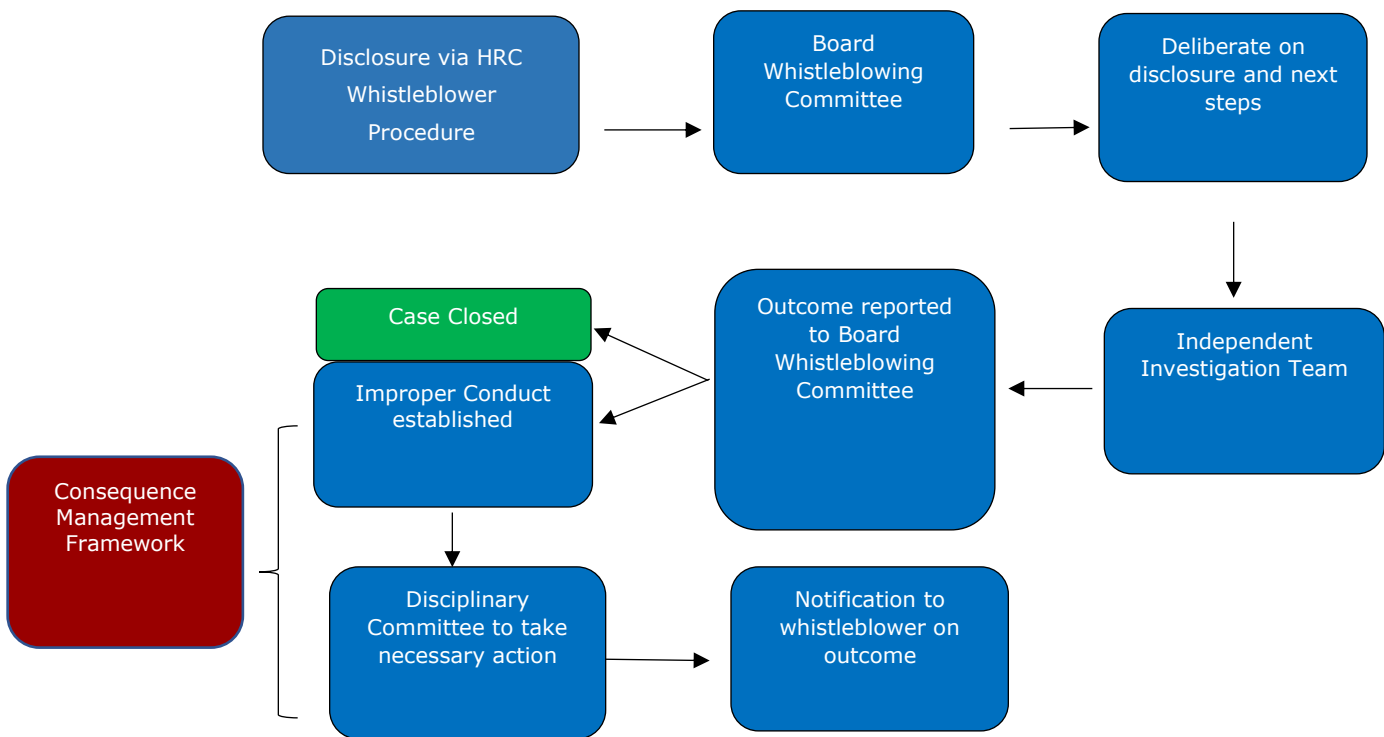 Disclosure via HRC
Whistleblower
Procedure
Board
Whistleblowing
Committee
Deliberate on
disclosure and next
steps
Case Closed
Outcome reported
to Board
Whistleblowing
Committee
Independent
Investigation Team
Improper Conduct
established
Consequence
Management
Framework
Disciplinary
Committee to take
necessary action
Notification to
whistleblower on
outcome